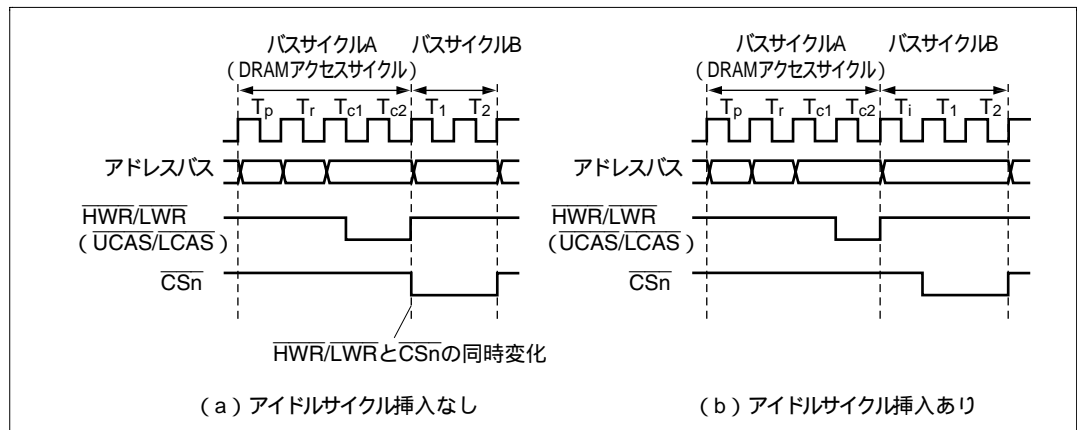 バスサイクルA バスサイクルB
(DRAMアクセスサイクル)
Tp Tr Tc1 Tc2 T1 T2
アドレスバス
HWR/LWR
(UCAS/LCAS)
CSn
HWR/LWRとCSnの同時変化
(a)アイドルサイクル挿入なし
バスサイクルA バスサイクルB
(DRAMアクセスサイクル)
Tp Tr Tc1 Tc2 Ti T1 T2
アドレスバス
HWR/LWR
(UCAS/LCAS)
CSn
(b)アイドルサイクル挿入あり